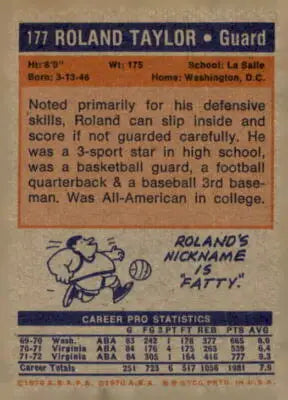 177 ROLAND TAYLOR • Guard
Ht: 6'0" Wt: 175 School: La Salle
Born: 3-13-46 Home: Washington, D.C.
Noted primarily for his defensive
skills, Roland can slip inside and
score if not guarded carefully. He
was a 3-sport star in high school,
was a basketball guard, a football
quarterback & a baseball 3rd base-
man. Was All-American in college.
ROLAND'S
NICKNAME
IS
"FATTY."
CAREER PRO STATISTICS
G FG 3 PT FT REB PTS AVG
69-70 Wash. ABA 83 242 1 178 377 665 8.0
70-71 Virginia ABA 84 176 4 175 263 539 6.4
71-72 Virginia ABA 84 305 1 164 416 777 9.3
Career Totals 251 723 6 517 1056 1981 7.9
PRTD. IN U.S.A.